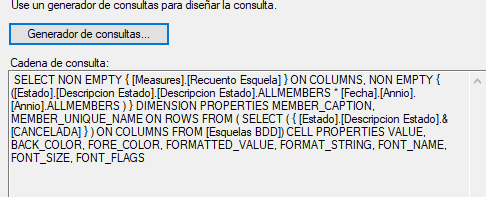 Use un generador de consultas para diseñar la consulta.
Generador de consultas...
Cadena de consulta:
SELECT NON EMPTY { [Measures].[Recuento Esquela] } ON COLUMNS, NON EMPTY {
([Estado].[Descripcion Estado].[Descripcion Estado].ALLMEMBERS * [Fecha].[Annio].
[Annio].ALLMEMBERS ) } DIMENSION PROPERTIES MEMBER_CAPTION,
MEMBER_UNIQUE_NAME ON ROWS FROM ( SELECT ( { [Estado].[Descripcion Estado].&
[CANCELADA] } ) ON COLUMNS FROM [Esquelas BDD]) CELL PROPERTIES VALUE,
BACK_COLOR, FORE_COLOR, FORMATTED_VALUE, FORMAT_STRING, FONT_NAME,
FONT_SIZE, FONT_FLAGS